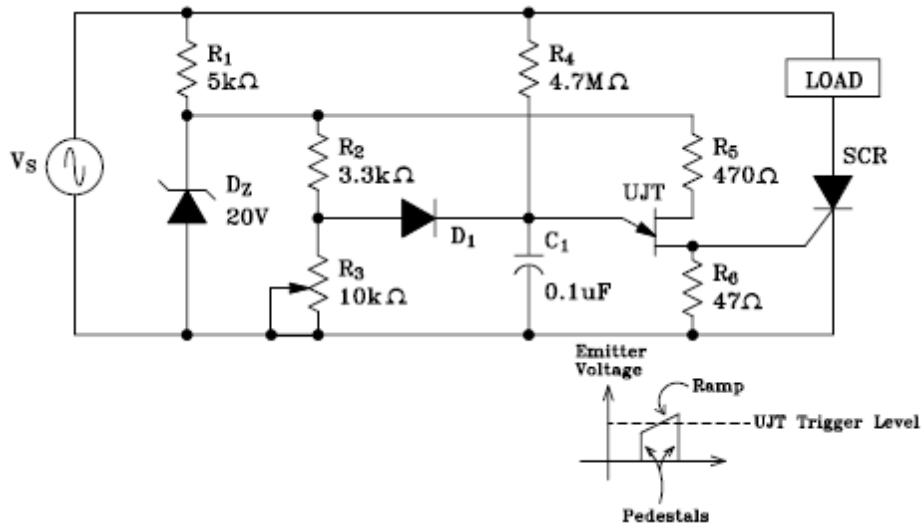 R1
5kΩ
R4
4.7MΩ
LOAD
VS
R2
3.3kΩ
R5
470Ω
SCR
DZ
20V
UJT
D1
C1
0.1uF
R3
10kΩ
R6
47Ω
Emitter
Voltage
Ramp
UJT Trigger Level
Pedestals